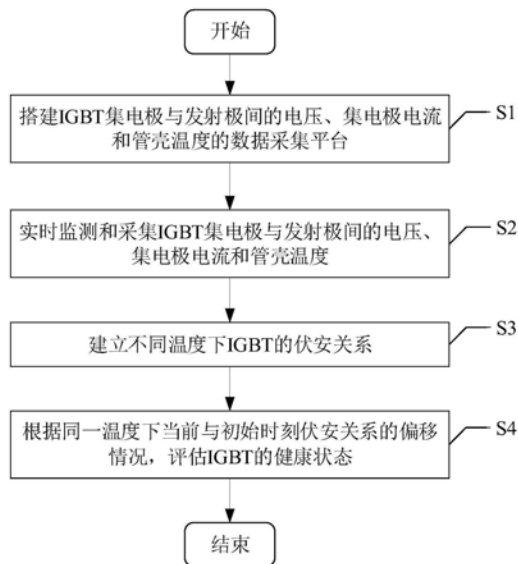 开始
搭建IGBT集电极与发射极间的电压、集电极电流
和管壳温度的数据采集平台
S1
实时监测和采集IGBT集电极与发射极间的电压、
集电极电流和管壳温度
S2
建立不同温度下IGBT的伏安关系
S3
根据同一温度下当前与初始时刻伏安关系的偏移
情况，评估IGBT的健康状态
S4
结束